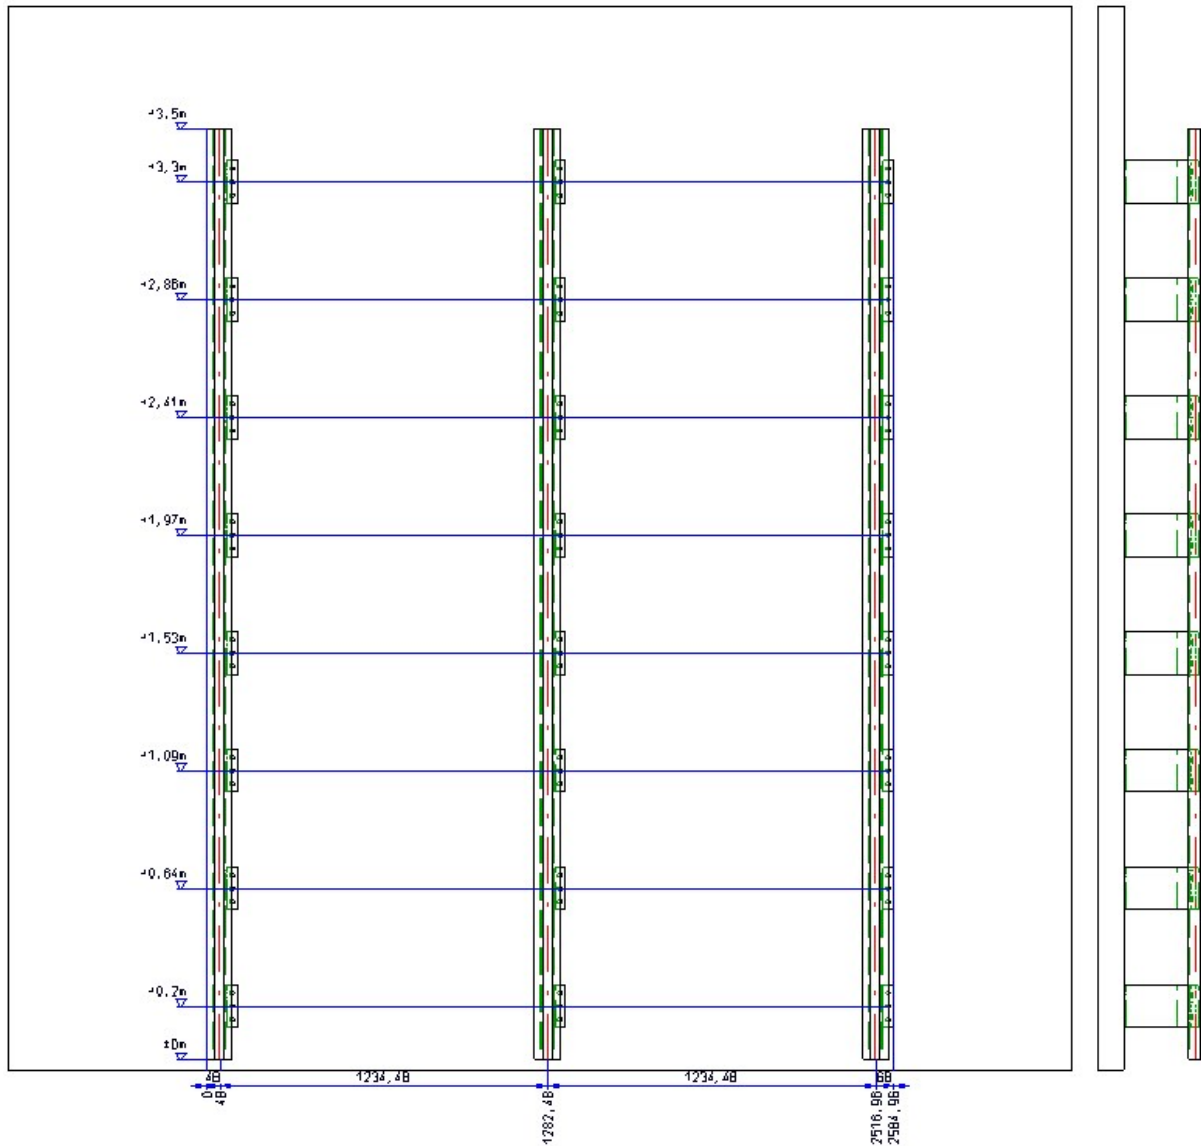 +3.5m
+3,3m
+2,86m
+2,41m
+1,97m
+1.53m
+1.09m
+0.64m
+0.2m
±0m
48 1234,48 1234,48 68
0 48 1282,48 2516,96 2584,96